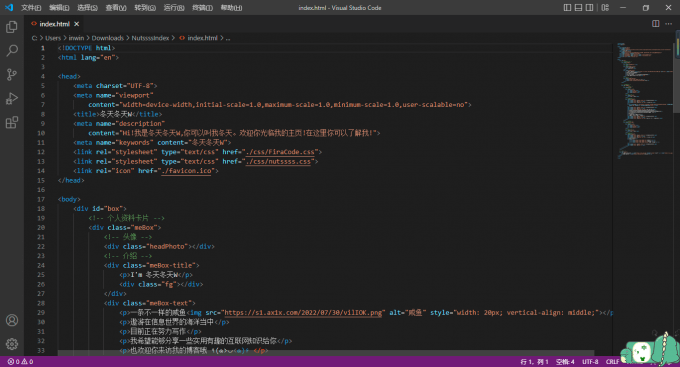 文件(F) 编辑(E) 选择(S) 查看(V) 转到(G) 运行(R) 终端(T) 帮助(H) index.html - Visual Studio Code
index.html
C: > Users > irwin > Downloads > NutssssIndex > index.html > ...
1 <!DOCTYPE html>
2 <html lang="en">
3
4 <head>
5 <meta charset="UTF-8">
6 <meta name="viewport"
7 content="width=device-width,initial-scale=1.0,maximum-scale=1.0,minimum-scale=1.0,user-scalable=no">
8 <title>冬天冬天W</title>
9 <meta name="description"
10 content="Hi!我是冬天冬天W,你可以叫我冬天。欢迎你光临我的主页!在这里你可以了解我!">
11 <meta name="keywords" content="冬天冬天W">
12 <link rel="stylesheet" type="text/css" href="./css/FiraCode.css">
13 <link rel="stylesheet" type="text/css" href="./css/nutssss.css">
14 <link rel="icon" href="./favicon.ico">
15 </head>
16
17 <body>
18 <div id="box">
19 <!-- 个人资料卡片 -->
20 <div class="meBox">
21 <!-- 头像 -->
22 <div class="headPhoto"></div>
23 <!-- 介绍 -->
24 <div class="meBox-title">
25 <p>I'm 冬天冬天W</p>
26 <div class="fg"></div>
27 </div>
28 <div class="meBox-text">
29 <p>一条不一样的咸鱼<img src="https://s1.axix.com/2022/07/30/vilIOK.png" alt="咸鱼" style="width: 20px; vertical-align: middle;"></p>
30 <p>遨游在信息世界的海洋当中</p>
31 <p>目前正在努力写作</p>
32 <p>我希望能够分享一些实用有趣的互联网知识给你</p>
33 <p>也欢迎你来访我的博客哦 </p>
0 0 行 1，列 1 空格: 4 UTF-8 CRLF